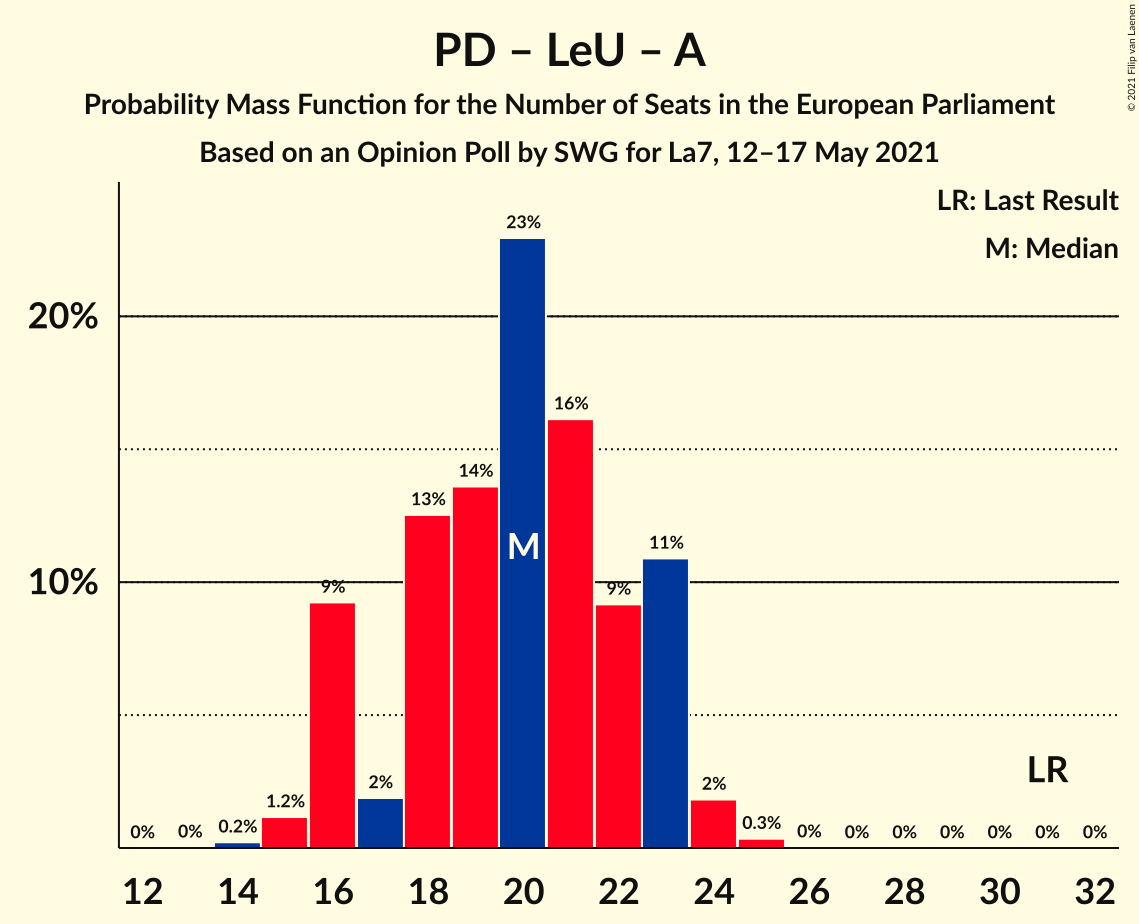 PD – LeU – A
Probability Mass Function for the Number of Seats in the European Parliament
Based on an Opinion Poll by SWG for La7, 12–17 May 2021
© 2021 Filip van Laenen
LR: Last Result
M: Median
20%
10%
0%
0%
0.2%
1.2%
9%
2%
13%
14%
23%
M
16%
9%
11%
2%
0.3%
0%
0%
0%
0%
0%
0%
0%
LR
12 14 16 18 20 22 24 26 28 30 32